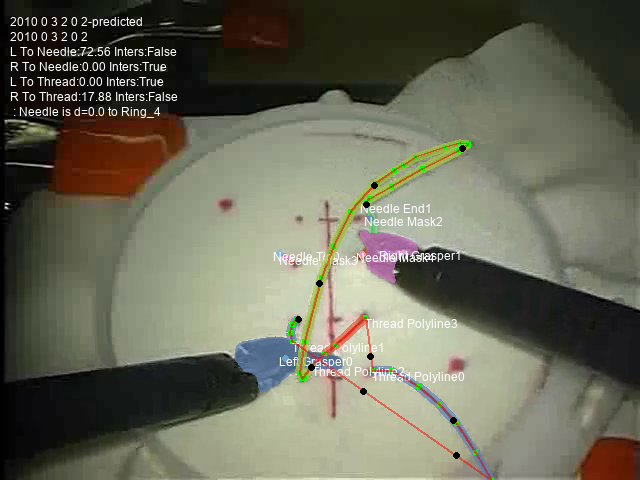 2010 0 3 2 0 2-predicted
2010 0 3 2 0 2
L To Needle:72.56 Inters:False
R To Needle:0.00 Inters:True
L To Thread:0.00 Inters:True
R To Thread:17.88 Inters:False
: Needle is d=0.0 to Ring_4
Needle End1
Needle Mask2
Right Grasper1
Thread Polyline3
Thread Polyline1
Left Grasper0
Thread Polyline2
Thread Polyline0